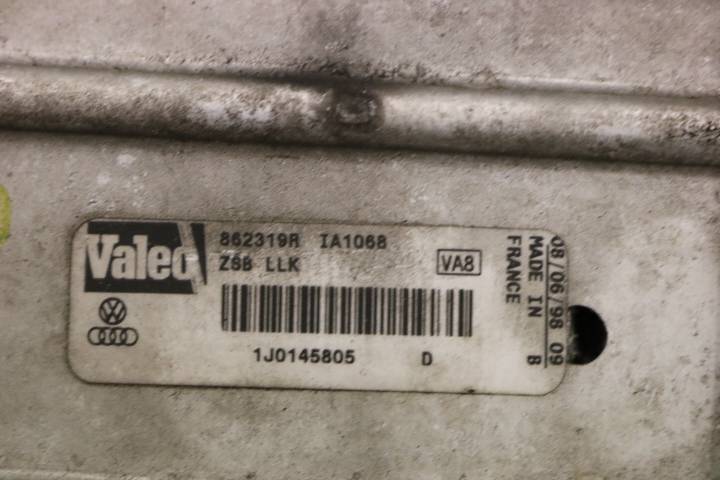 Valeo
862319R IA1068
ZSB LLK
VA8
1J0145805 D
08/06/98 09
MADE IN B
FRANCE